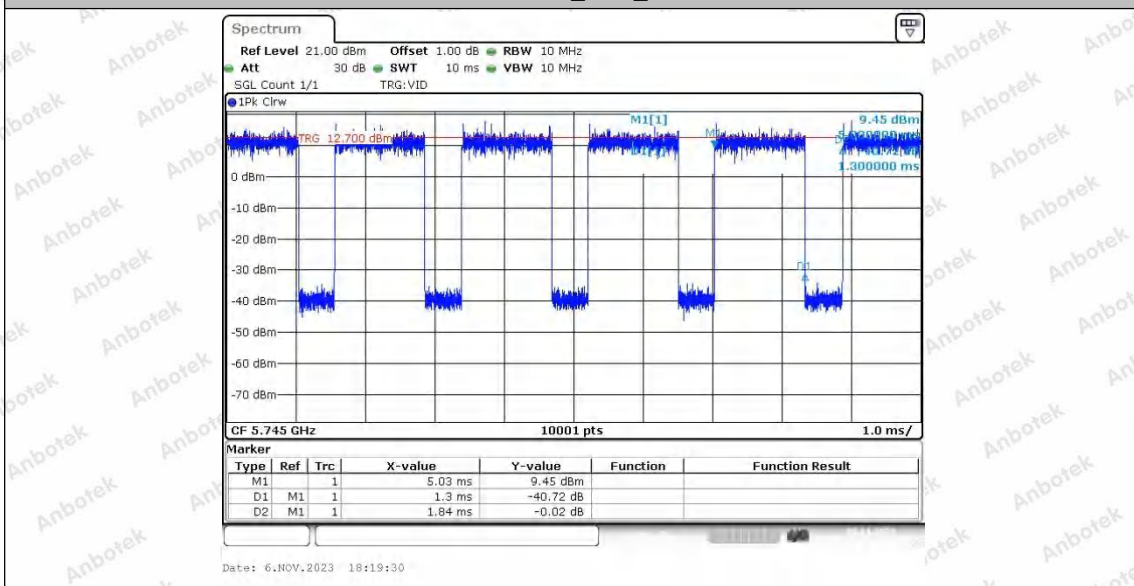 Spectrum
Ref Level 21.00 dBm Offset 1.00 dB RBW 10 MHz
Att 30 dB SWT 10 ms VBW 10 MHz
SGL Count 1/1 TRG:VID
1Pk Clrw
M1[1] 9.45 dBm
TRG 12.700 dBm
M1
1.300000 ms
0 dBm
-10 dBm
-20 dBm
-30 dBm
D1
-40 dBm
-50 dBm
-60 dBm
-70 dBm
CF 5.745 GHz 10001 pts 1.0 ms/
Marker
Type Ref Trc X-value Y-value Function Function Result
M1 1 5.03 ms 9.45 dBm
D1 M1 1 1.3 ms -40.72 dB
D2 M1 1 1.84 ms -0.02 dB
Date: 6.NOV.2023 18:19:30
Anbotek